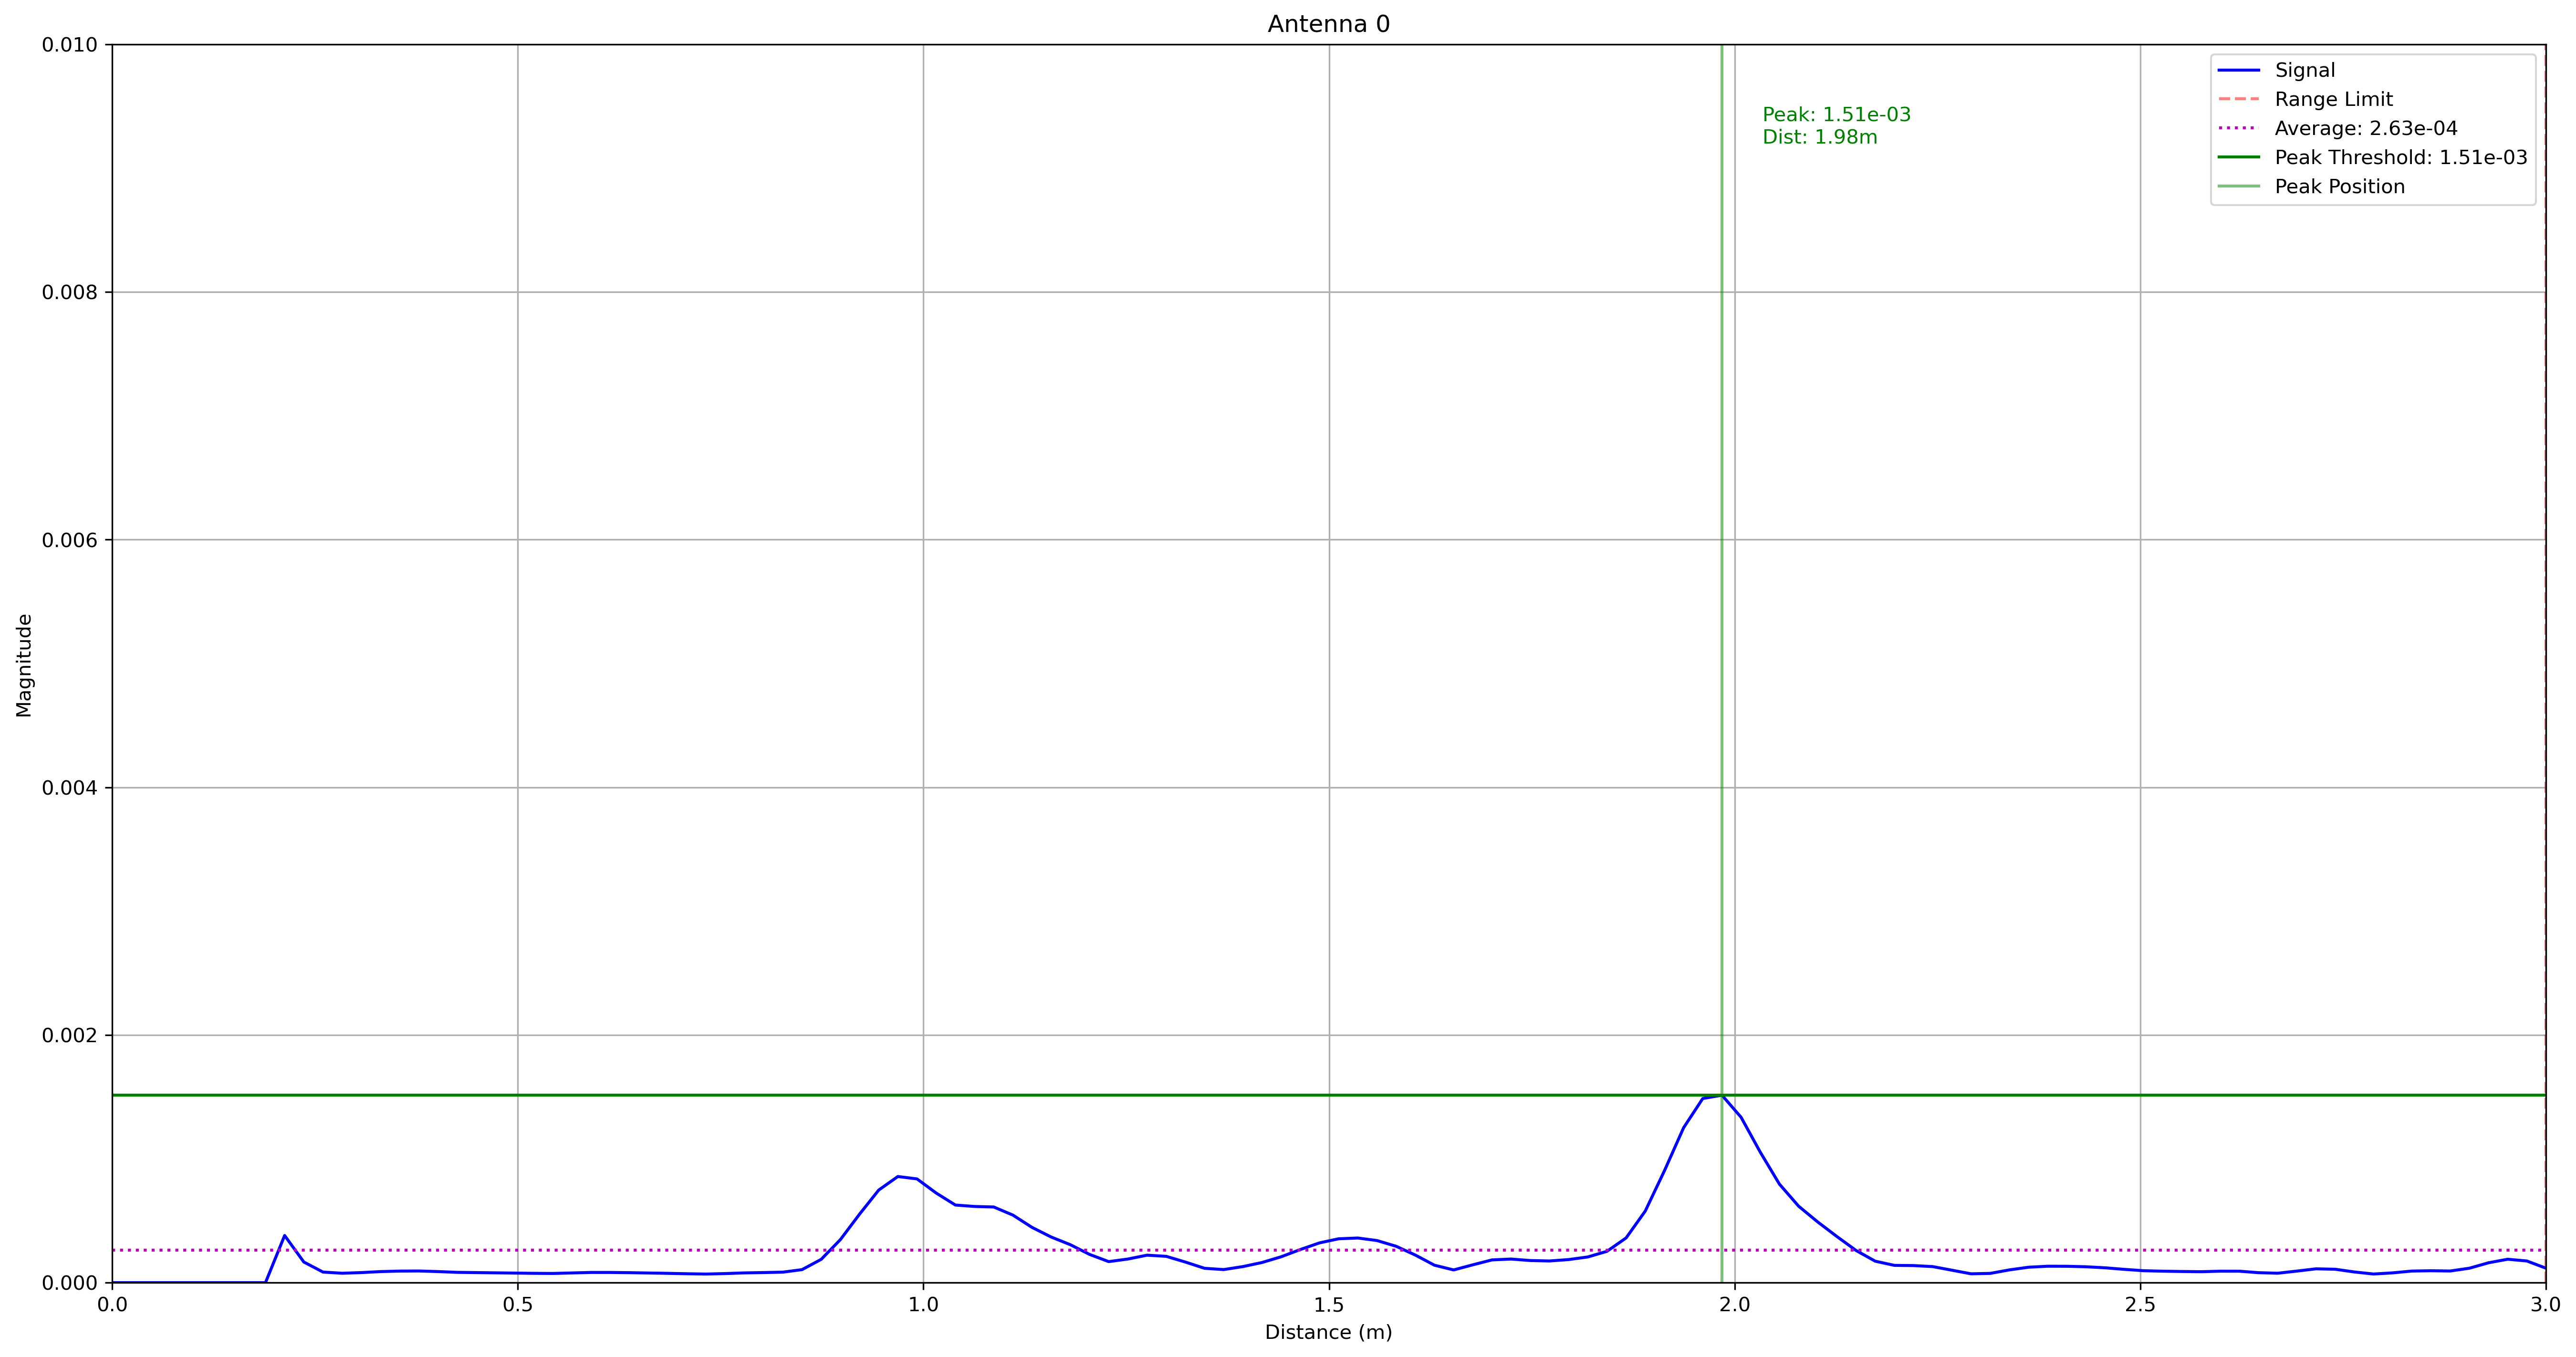 Antenna 0
0.010
0.008
0.006
0.004
0.002
0.000
Magnitude
Peak: 1.51e-03
Dist: 1.98m
Signal
Range Limit
Average: 2.63e-04
Peak Threshold: 1.51e-03
Peak Position
0.0 0.5 1.0 1.5 2.0 2.5 3.0
Distance (m)